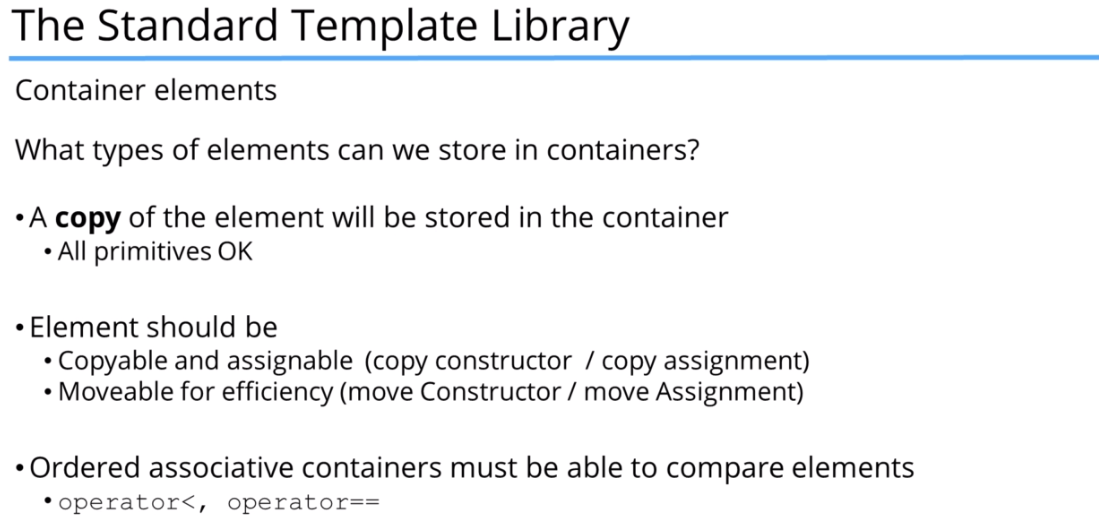 The Standard Template Library
Container elements
What types of elements can we store in containers?
• A copy of the element will be stored in the container
• All primitives OK
• Element should be
• Copyable and assignable (copy constructor / copy assignment)
• Moveable for efficiency (move Constructor / move Assignment)
• Ordered associative containers must be able to compare elements
• operator<, operator==